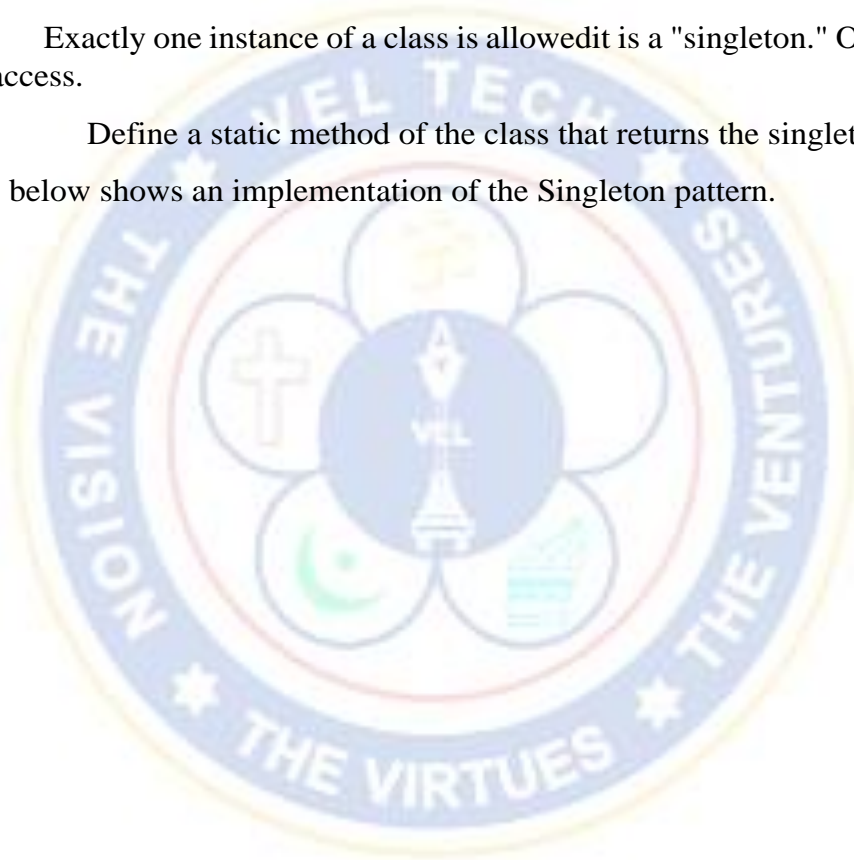 Exactly one instance of a class is allowedit is a "singleton."
access.
Define a static method of the class that returns the
below shows an implementation of the Singleton pattern.
VEL TECH
THE VISION
THE VENTURES
VEL
THE VIRTUES